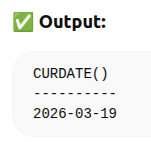 ✅ Output:
CURDATE()
----------
2026-03-19